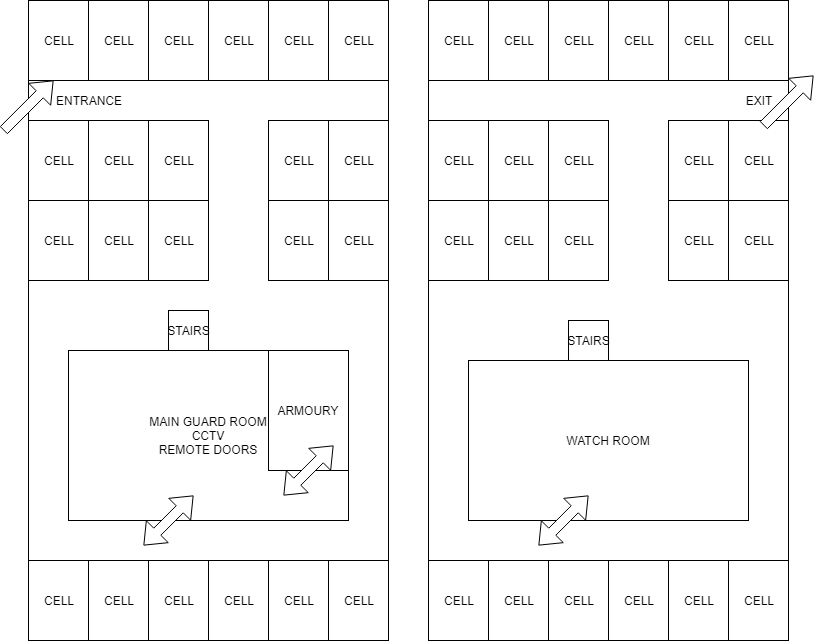 CELL CELL CELL CELL CELL CELL CELL CELL CELL CELL CELL CELL
ENTRANCE EXIT
CELL CELL CELL CELL CELL CELL CELL CELL CELL CELL
CELL CELL CELL CELL CELL CELL CELL CELL CELL CELL
STAIRS
MAIN GUARD ROOM
CCTV
REMOTE DOORS
ARMOURY
STAIRS
WATCH ROOM
CELL CELL CELL CELL CELL CELL CELL CELL CELL CELL CELL CELL